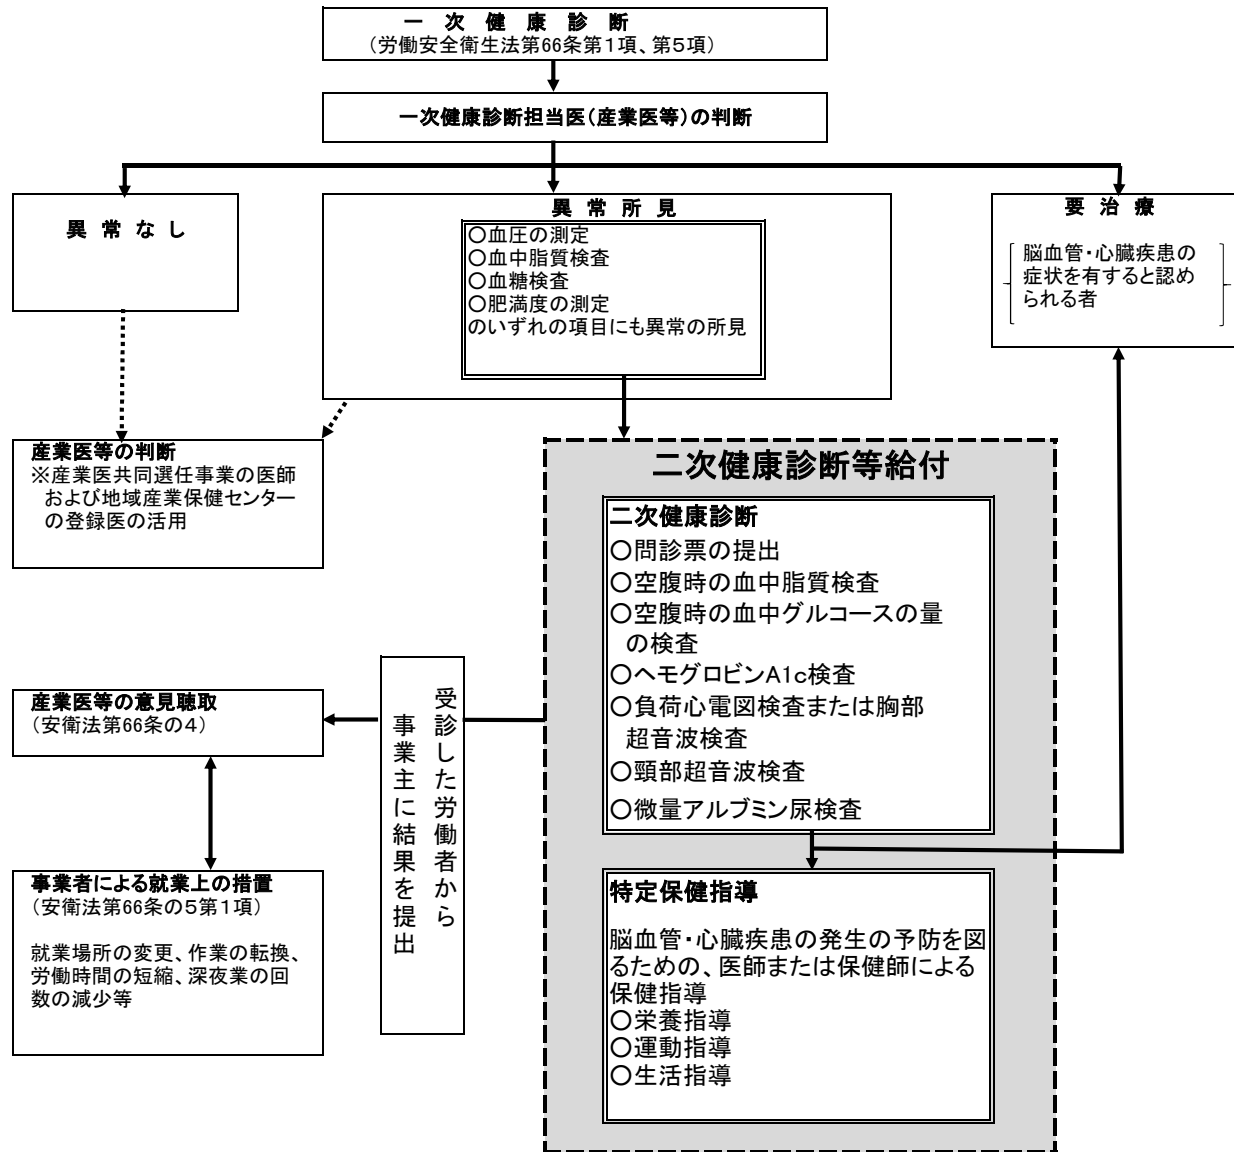 一次健康診断
(労働安全衛生法第66条第1項、第5項)
一次健康診断担当医(産業医等)の判断
異常なし
異常所見
○血圧の測定
○血中脂質検査
○血糖検査
○肥満度の測定
のいずれの項目にも異常の所見
要治療
脳血管・心臓疾患の
症状を有すると認め
られる者
産業医等の判断
※産業医共同選任事業の医師
および地域産業保健センター
の登録医の活用
二次健康診断等給付
二次健康診断
○問診票の提出
○空腹時の血中脂質検査
○空腹時の血中グルコースの量
の検査
○ヘモグロビンA1c検査
○負荷心電図検査または胸部
超音波検査
○頸部超音波検査
○微量アルブミン尿検査
受診した労働者から
事業主に結果を提出
産業医等の意見聴取
(安衛法第66条の4)
事業者による就業上の措置
(安衛法第66条の5第1項)
就業場所の変更、作業の転換、
労働時間の短縮、深夜業の回
数の減少等
特定保健指導
脳血管・心臓疾患の発生の予防を図
るための、医師または保健師による
保健指導
○栄養指導
○運動指導
○生活指導